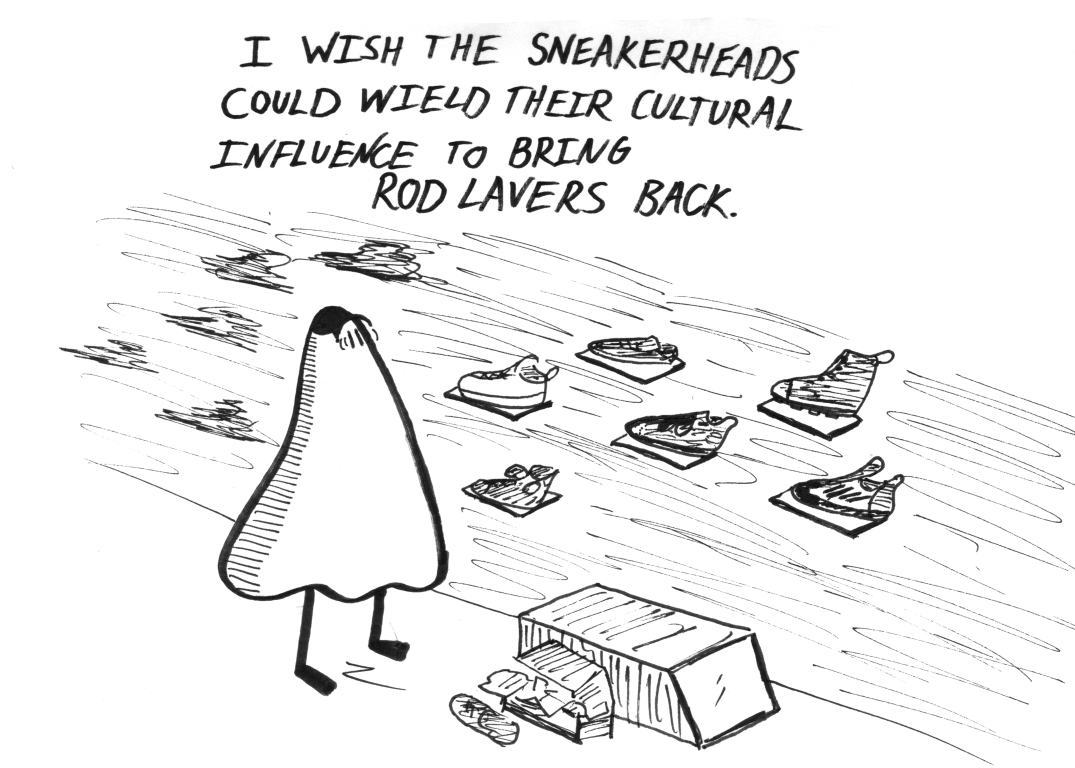 I WISH THE SNEAKERHEADS
COULD WIELD THEIR CULTURAL
INFLUENCE TO BRING
ROD LAVERS BACK.